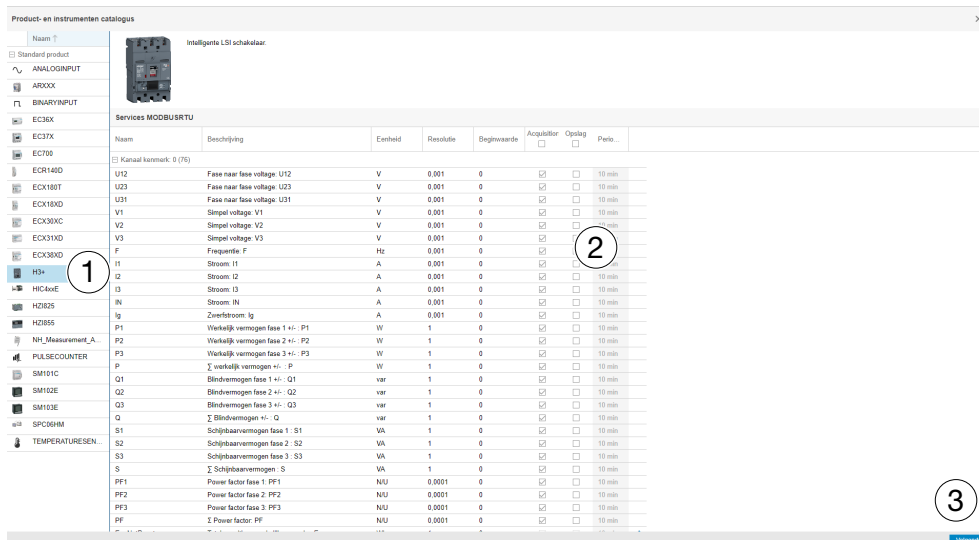 Product- en instrumenten catalogus
Naam ↑
Intelligente LSI schakelaar.
Standard product
ANALOGINPUT
ARXXX
BINARYINPUT
EC36X
EC37X
EC700
ECR140D
ECX180T
ECX18XD
ECX30XC
ECX31XD
ECX38XD
H3+
HIC4xxE
HZI825
HZI855
NH_Measurement_A...
PULSECOUNTER
SM101C
SM102E
SM103E
SPC06HM
TEMPERATURESEN...
1
Services MODBUSRTU
Naam Beschrijving Eenheid Resolutie Beginwaarde Acquisition Opslag Perio...
Kanaal kenmerk: 0 (76)
U12 Fase naar fase voltage: U12 V 0,001 0 10 min
U23 Fase naar fase voltage: U23 V 0,001 0 10 min
U31 Fase naar fase voltage: U31 V 0,001 0 10 min
V1 Simpel voltage: V1 V 0,001 0 10 min
V2 Simpel voltage: V2 V 0,001 0 10 min
V3 Simpel voltage: V3 V 0,001 0 10 min
F Frequentie: F Hz 0,001 0 10 min
I1 Stroom: I1 A 0,001 0 10 min
I2 Stroom: I2 A 0,001 0 10 min
I3 Stroom: I3 A 0,001 0 10 min
IN Stroom: IN A 0,001 0 10 min
Ig Zwerfstroom: Ig A 0,001 0 10 min
P1 Werkelijk vermogen fase 1 +/- : P1 W 1 0 10 min
P2 Werkelijk vermogen fase 2 +/- : P2 W 1 0 10 min
P3 Werkelijk vermogen fase 3 +/- : P3 W 1 0 10 min
P ∑ werkelijk vermogen +/- : P W 1 0 10 min
Q1 Blindvermogen fase 1 +/- : Q1 var 1 0 10 min
Q2 Blindvermogen fase 2 +/- : Q2 var 1 0 10 min
Q3 Blindvermogen fase 3 +/- : Q3 var 1 0 10 min
Q ∑ Blindvermogen +/- : Q var 1 0 10 min
S1 Schijnbaarvermogen fase 1 : S1 VA 1 0 10 min
S2 Schijnbaarvermogen fase 2 : S2 VA 1 0 10 min
S3 Schijnbaarvermogen fase 3 : S3 VA 1 0 10 min
S ∑ Schijnbaarvermogen : S VA 1 0 10 min
PF1 Power factor fase 1: PF1 N/U 0,0001 0 10 min
PF2 Power factor fase 2: PF2 N/U 0,0001 0 10 min
PF3 Power factor fase 3: PF3 N/U 0,0001 0 10 min
PF Σ Power factor: PF N/U 0,0001 0 10 min
2
3